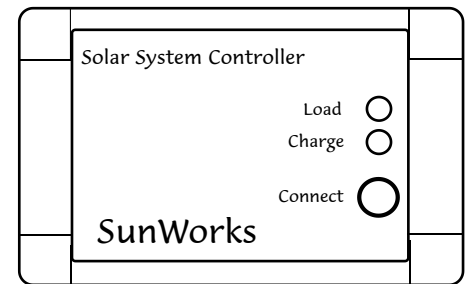 Solar System Controller
Load
Charge
Connect
SunWorks